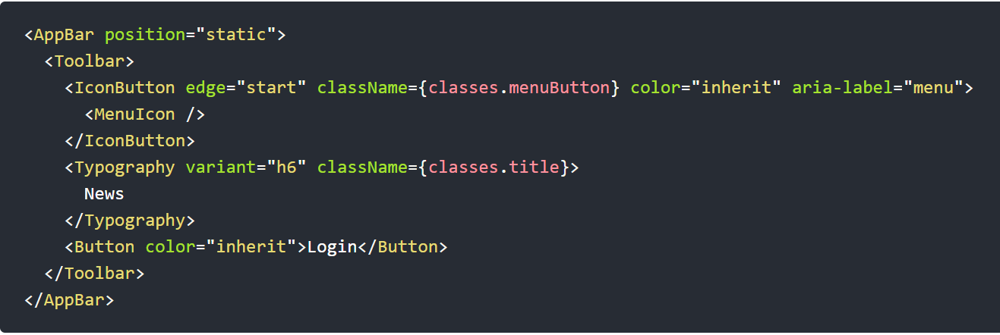 <AppBar position="static">
  <Toolbar>
    <IconButton edge="start" className={classes.menuButton} color="inherit" aria-label="menu">
      <MenuIcon />
    </IconButton>
    <Typography variant="h6" className={classes.title}>
      News
    </Typography>
    <Button color="inherit">Login</Button>
  </Toolbar>
</AppBar>